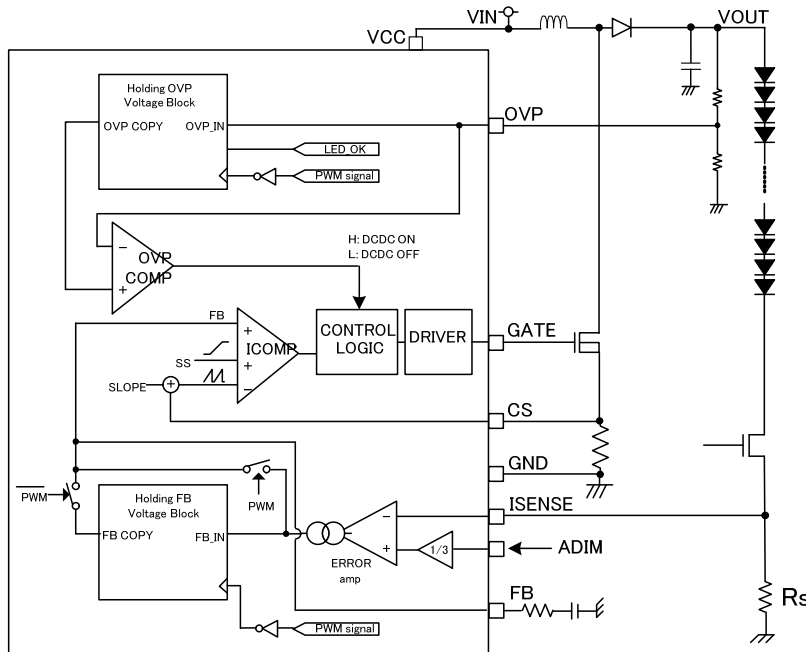 VIN
VOUT
VCC
Holding OVP
Voltage Block
OVP COPY
OVP_IN
OVP
LED_OK
PWM signal
H: DCDC ON
L: DCDC OFF
−
OVP
COMP
+
FB
+
ICOMP
SS
+
SLOPE
+
−
CONTROL
LOGIC
DRIVER
GATE
CS
GND
PWM
Holding FB
Voltage Block
PWM
FB COPY
FB_IN
−
+
ERROR
amp
1/3
ISENSE
ADIM
FB
PWM signal
Rs